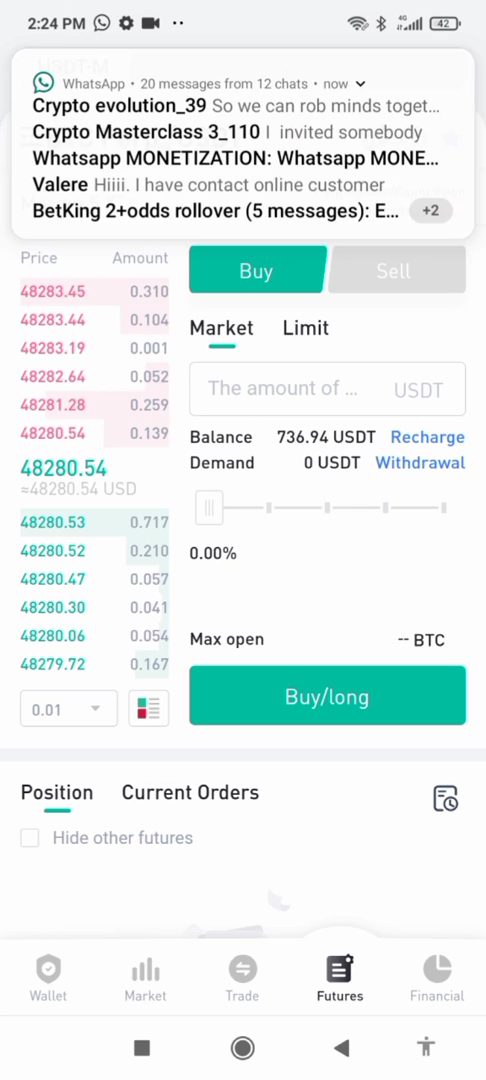 2:24 PM
4G
42
WhatsApp • 20 messages from 12 chats • now
Crypto evolution_39 So we can rob minds toget...
Crypto Masterclass 3_110 I invited somebody
Whatsapp MONETIZATION: Whatsapp MONE...
Valere Hiiii. I have contact online customer
BetKing 2+odds rollover (5 messages): E... +2
Price Amount
Buy Sell
48283.45 0.310
48283.44 0.104
48283.19 0.001
48282.64 0.052
48281.28 0.259
48280.54 0.139
48280.54
≈48280.54 USD
48280.53 0.717
48280.52 0.210
48280.47 0.057
48280.30 0.041
48280.06 0.054
48279.72 0.167
0.01
Market Limit
The amount of ... USDT
Balance 736.94 USDT Recharge
Demand 0 USDT Withdrawal
0.00%
Max open -- BTC
Buy/long
Position Current Orders
Hide other futures
Wallet Market Trade Futures Financial